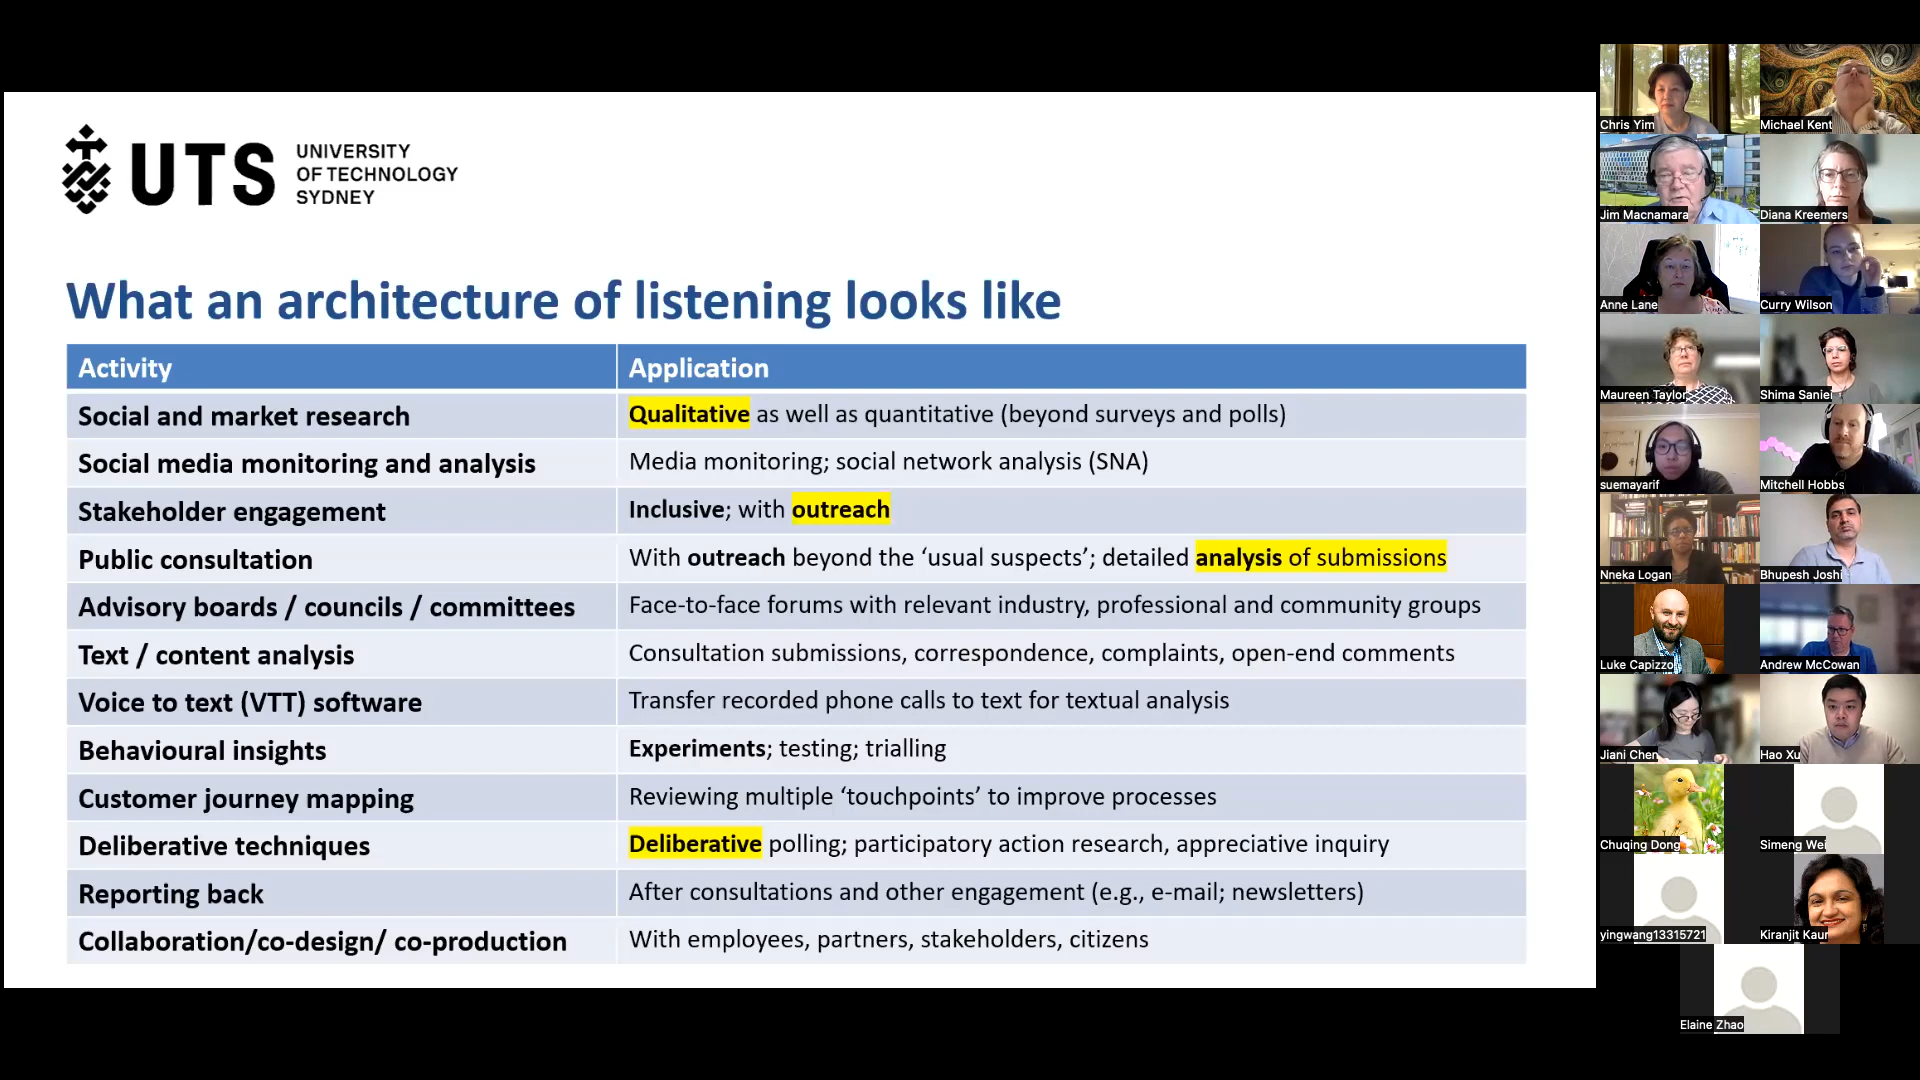 UTS
UNIVERSITY
OF TECHNOLOGY
SYDNEY
What an architecture of listening looks like
Activity Application
Social and market research Qualitative as well as quantitative (beyond surveys and polls)
Social media monitoring and analysis Media monitoring; social network analysis (SNA)
Stakeholder engagement Inclusive; with outreach
Public consultation With outreach beyond the ‘usual suspects’; detailed analysis of submissions
Advisory boards / councils / committees Face-to-face forums with relevant industry, professional and community groups
Text / content analysis Consultation submissions, correspondence, complaints, open-end comments
Voice to text (VTT) software Transfer recorded phone calls to text for textual analysis
Behavioural insights Experiments; testing; trialling
Customer journey mapping Reviewing multiple ‘touchpoints’ to improve processes
Deliberative techniques Deliberative polling; participatory action research, appreciative inquiry
Reporting back After consultations and other engagement (e.g., e-mail; newsletters)
Collaboration/co-design/ co-production With employees, partners, stakeholders, citizens
Chris Yim Michael Kent
Jim Macnamara Diana Kreemers
Anne Lane Curry Wilson
Maureen Taylor Shima Saniei
suemayarif Mitchell Hobbs
Nneka Logan Bhupesh Joshi
Luke Capizzo Andrew McCowan
Jiani Chen Hao Xu
Chuqing Dong Simeng Wei
yingwang13315721 Kiranjit Kaur
Elaine Zhao